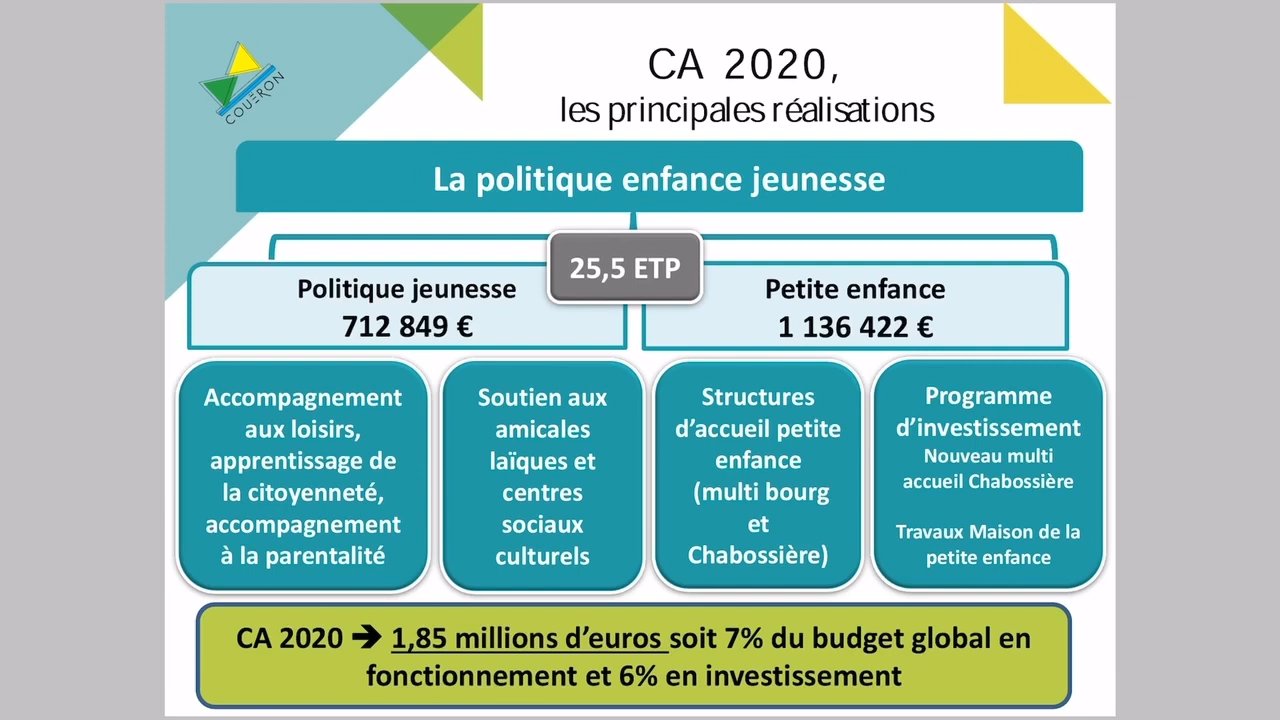 COUËRON
CA 2020,
les principales réalisations
La politique enfance jeunesse
25,5 ETP
Politique jeunesse
712 849 €
Petite enfance
1 136 422 €
Accompagnement
aux loisirs,
apprentissage de
la citoyenneté,
accompagnement
à la parentalité
Soutien aux
amicales
laïques et
centres
sociaux
culturels
Structures
d’accueil petite
enfance
(multi bourg
et
Chabossière)
Programme
d’investissement
Nouveau multi
accueil Chabossière
Travaux Maison de la
petite enfance
CA 2020 ➔ 1,85 millions d’euros soit 7% du budget global en
fonctionnement et 6% en investissement